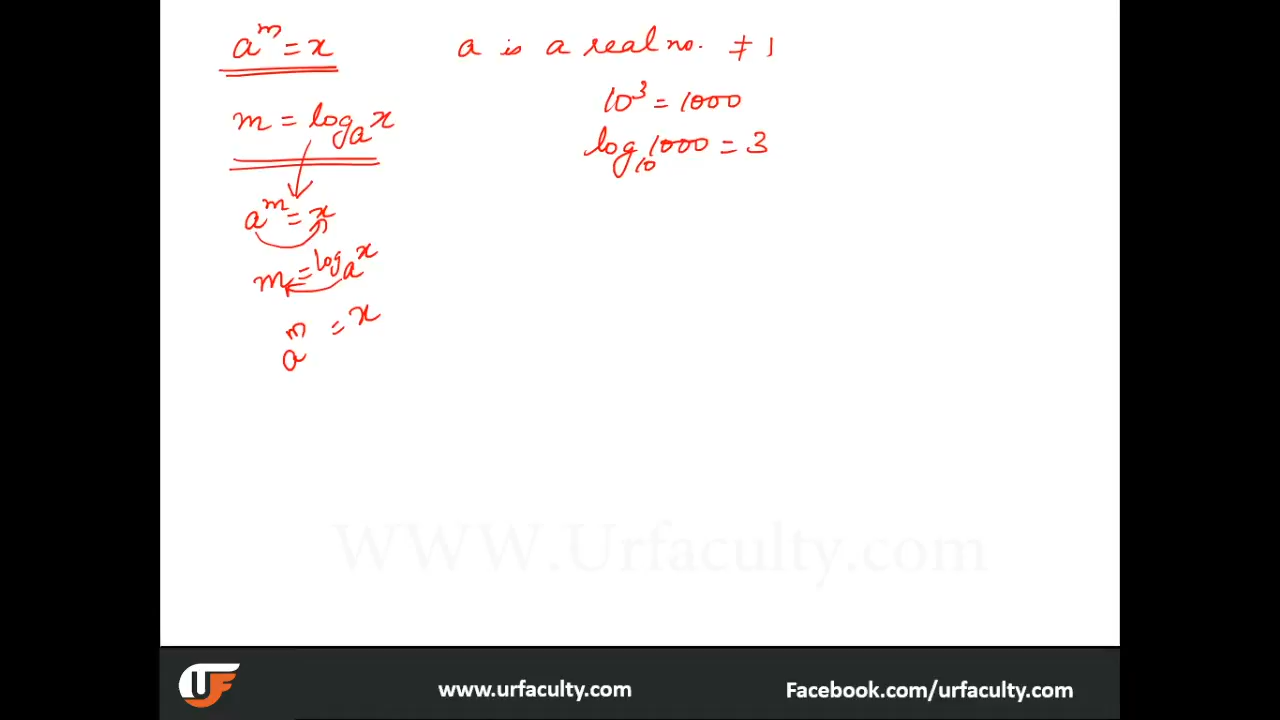 a^m = x
a is a real no. ≠ 1
m = log_a x
10^3 = 1000
log_10 1000 = 3
a^m = x
m = log_a x
a^m = x
WWW.Urfaculty.com
UF
www.urfaculty.com
Facebook.com/urfaculty.com